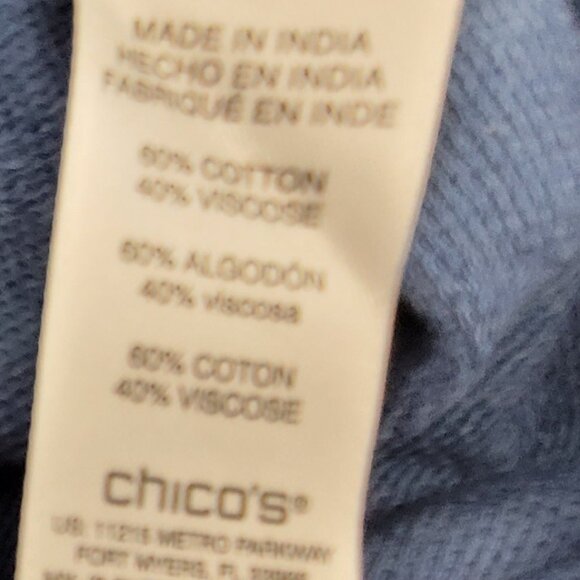 MADE IN INDIA
HECHO EN INDIA
FABRIQUÉ EN INDE
60% COTTON
40% VISCOSE
60% ALGODÓN
40% viscosa
60% COTON
40% VISCOSE
chico's®
US: 11215 METRO PARKWAY
FORT MYERS, FL